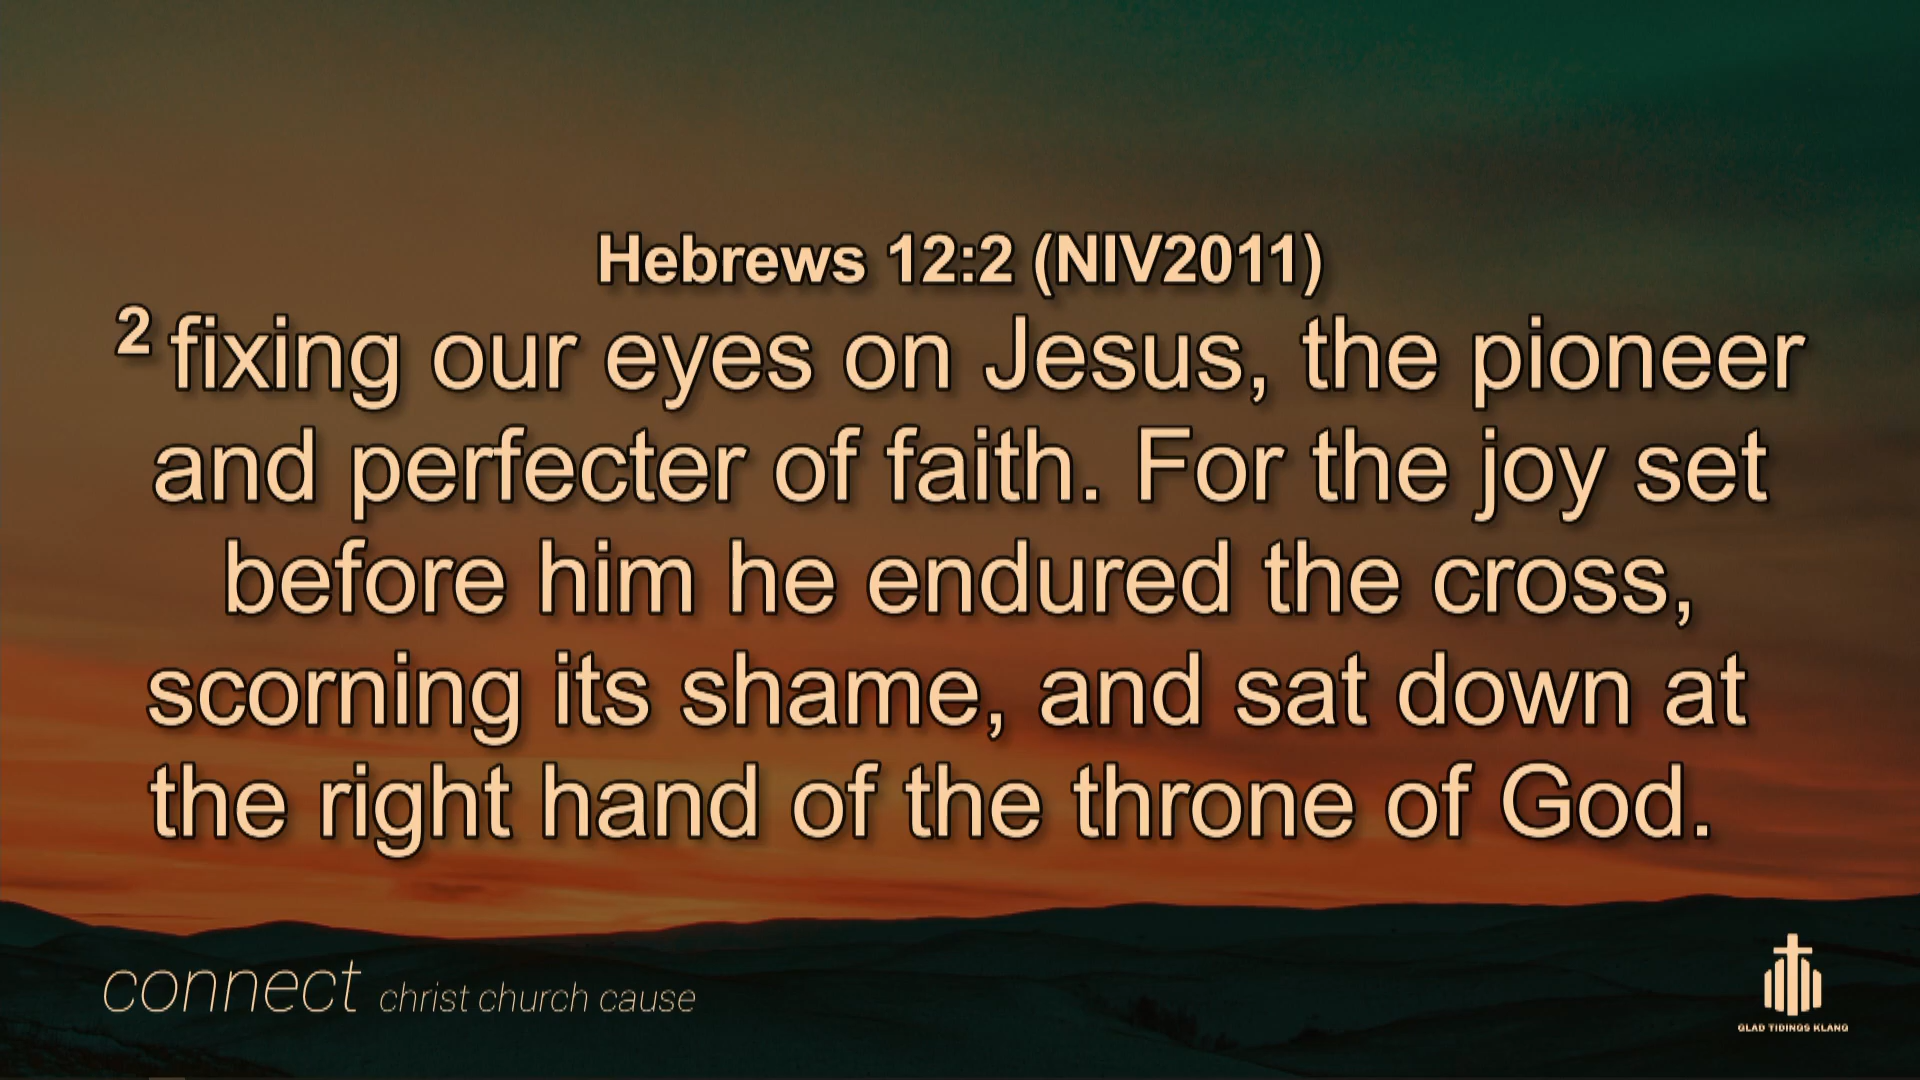 Hebrews 12:2 (NIV2011)
2 fixing our eyes on Jesus, the pioneer
and perfecter of faith. For the joy set
before him he endured the cross,
scorning its shame, and sat down at
the right hand of the throne of God.
connect christ church cause
GLAD TIDINGS KLANG